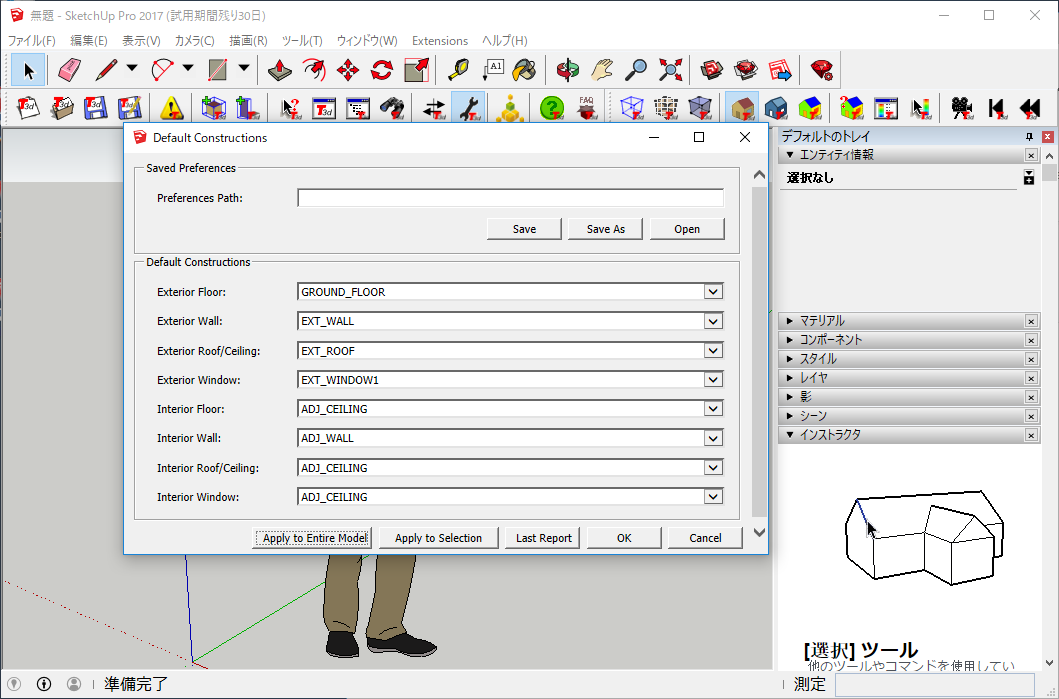 無題 - SketchUp Pro 2017 (試用期間残り30日)
ファイル(F) 編集(E) 表示(V) カメラ(C) 描画(R) ツール(T) ウィンドウ(W) Extensions ヘルプ(H)
A1
T3d T3d T3d FAQ
Default Constructions
Saved Preferences
Preferences Path:
Save Save As Open
Default Constructions
Exterior Floor: GROUND_FLOOR
Exterior Wall: EXT_WALL
Exterior Roof/Ceiling: EXT_ROOF
Exterior Window: EXT_WINDOW1
Interior Floor: ADJ_CEILING
Interior Wall: ADJ_WALL
Interior Roof/Ceiling: ADJ_CEILING
Interior Window: ADJ_CEILING
Apply to Entire Model Apply to Selection Last Report OK Cancel
デフォルトのトレイ
エンティティ情報
選択なし
マテリアル
コンポーネント
スタイル
レイヤ
影
シーン
インストラクタ
[選択] ツール
他のツールやコマンドを使用してい
準備完了
測定